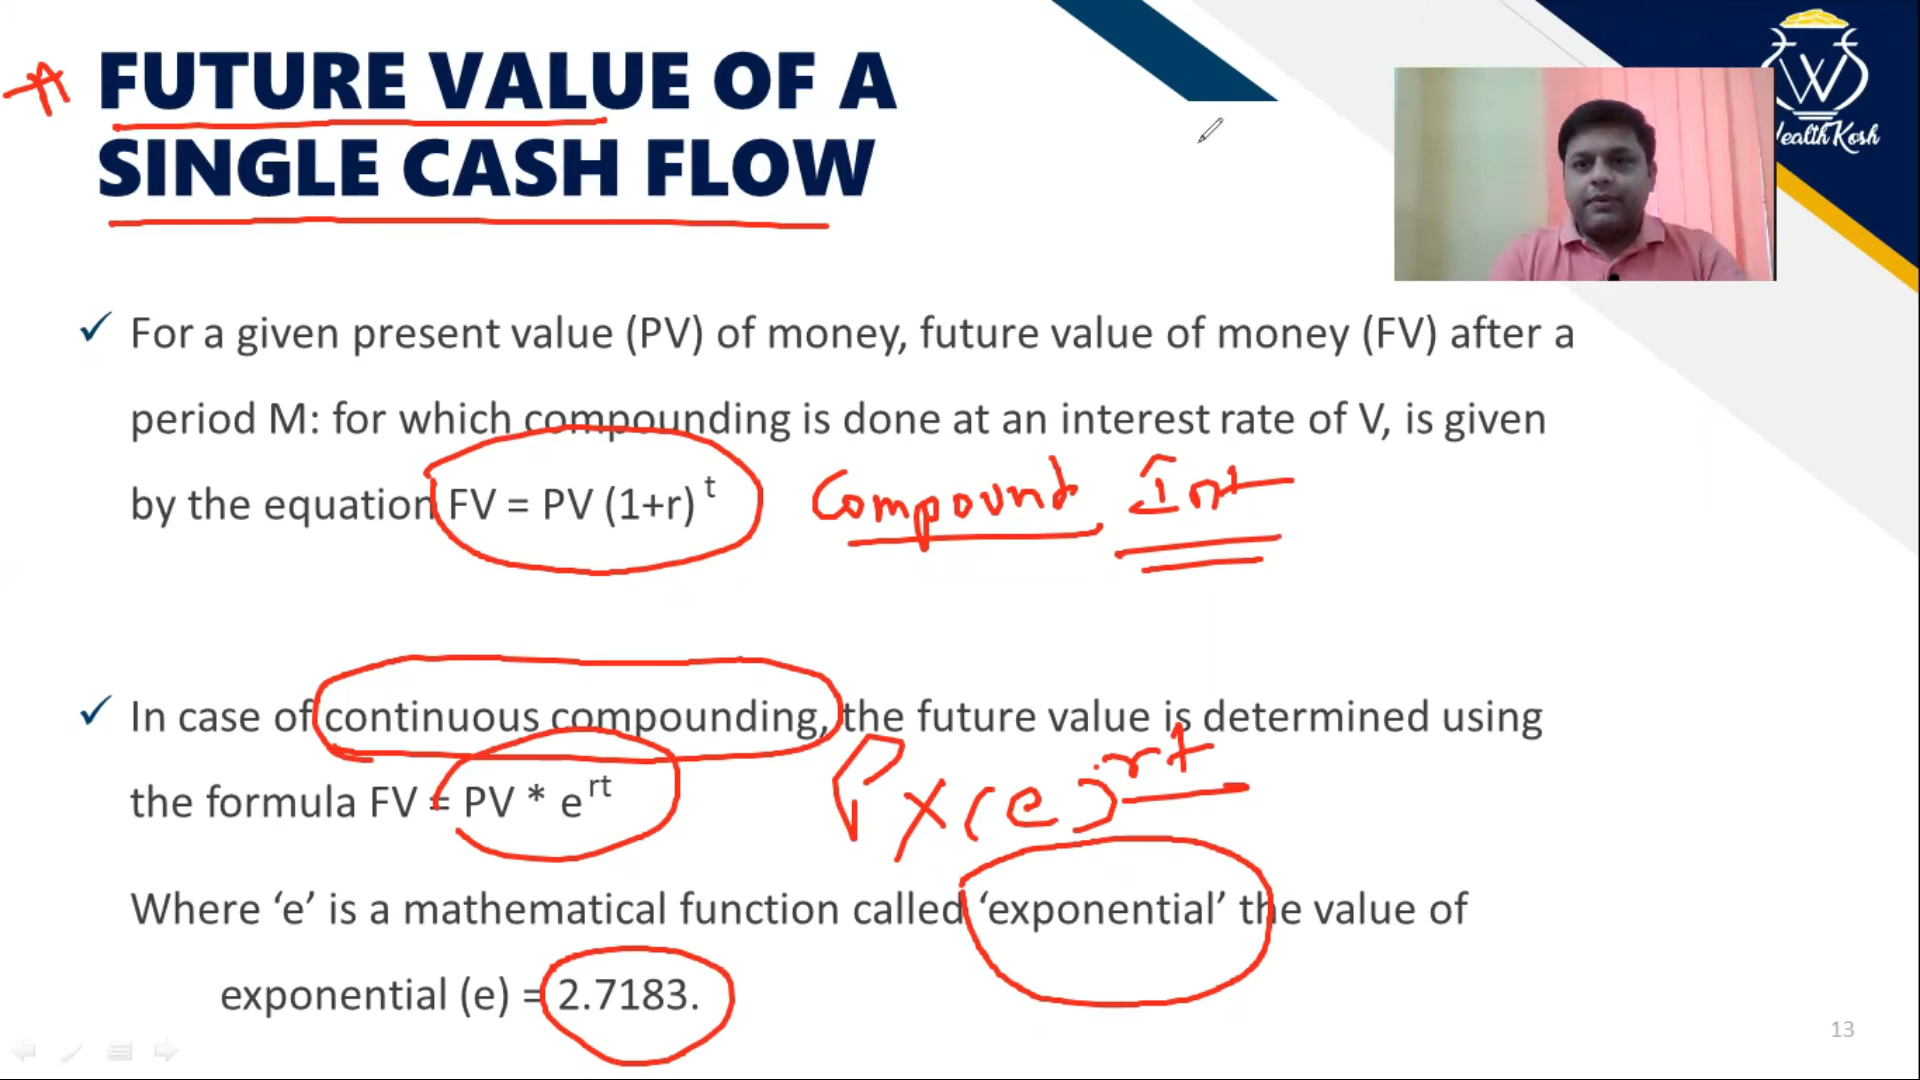 FUTURE VALUE OF A
SINGLE CASH FLOW
W
WealthKosh
✓ For a given present value (PV) of money, future value of money (FV) after a
period M: for which compounding is done at an interest rate of V, is given
by the equation FV = PV (1+r) t
Compound Int
✓ In case of continuous compounding, the future value is determined using
the formula FV = PV * e rt
P x (e) rt
Where ‘e’ is a mathematical function called ‘exponential’ the value of
exponential (e) = 2.7183.
13